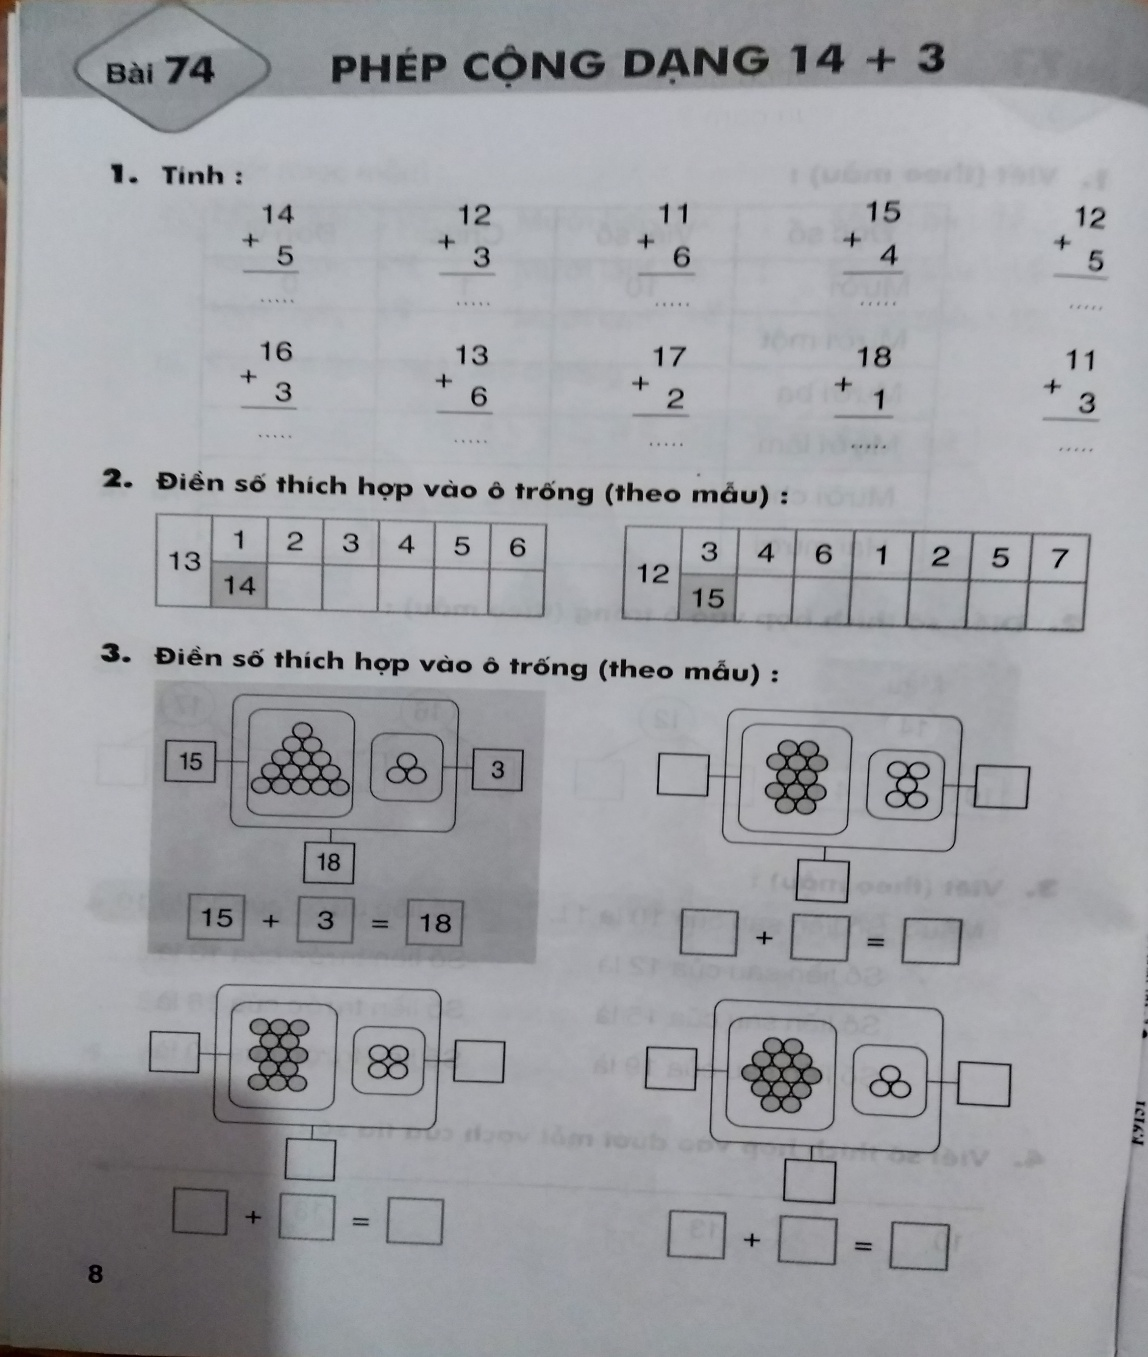 Bài 74
PHÉP CỘNG DẠNG 14 + 3
1. Tính :
14 12 11 15 12
+ + + + +
5 3 6 4 5
..... ..... ..... ..... .....
16 13 17 18 11
+ + + + +
3 6 2 1 3
..... ..... ..... ..... .....
2. Điền số thích hợp vào ô trống (theo mẫu) :
13 1 2 3 4 5 6
14
12 3 4 6 1 2 5 7
15
3. Điền số thích hợp vào ô trống (theo mẫu) :
15 3
18
15 + 3 = 18
+ =
+ =
+ =
8